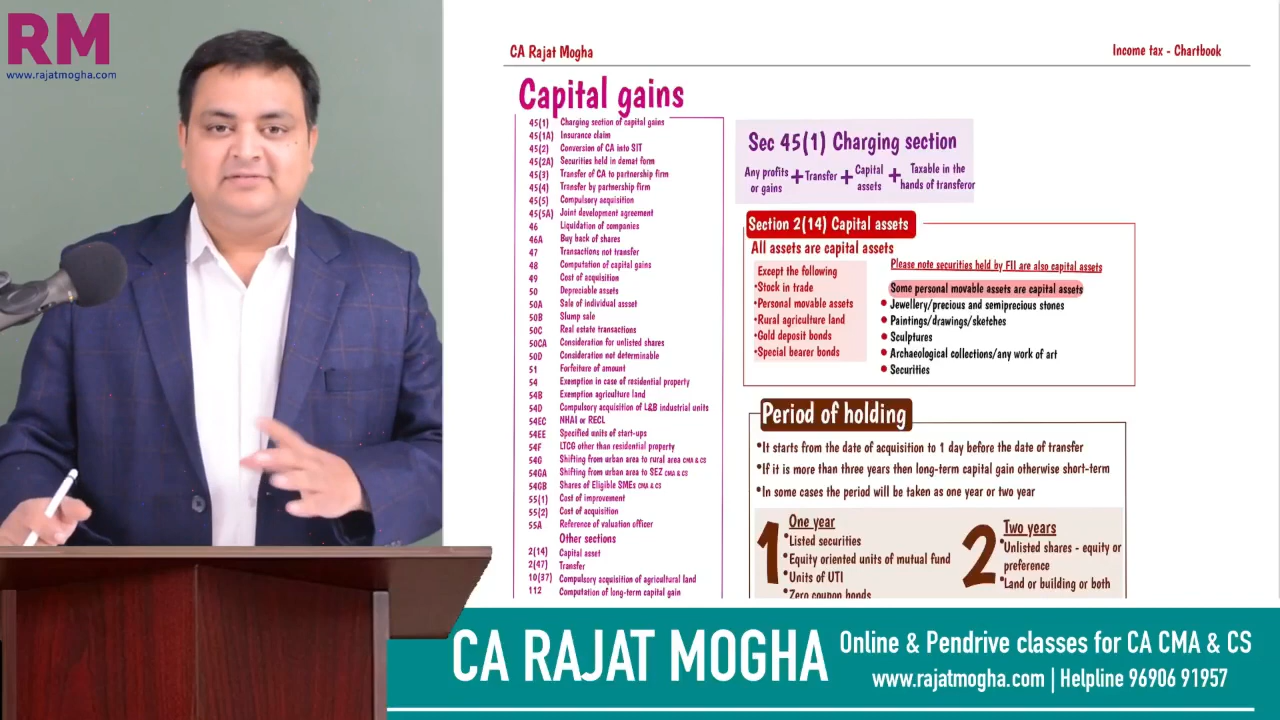 RM
www.rajatmogha.com
CA Rajat Mogha
Income tax - Chartbook
Capital gains
45(1) Charging section of capital gains
45(1A) Insurance claim
45(2) Conversion of CA into SIT
45(2A) Securities held in demat form
45(3) Transfer of CA to partnership firm
45(4) Transfer by partnership firm
45(5) Compulsory acquisition
45(5A) Joint development agreement
46 Liquidation of companies
46A Buy back of shares
47 Transactions not transfer
48 Computation of capital gains
49 Cost of acquisition
50 Depreciable assets
50A Sale of individual asset
50B Slump sale
50C Real estate transactions
50CA Consideration for unlisted shares
50D Consideration not determinable
51 Forfeiture of amount
54 Exemption in case of residential property
54B Exemption agriculture land
54D Compulsory acquisition of L&B industrial units
54EC NHAI or RECL
54EE Specified units of start-ups
54F LTCG other than residential property
54G Shifting from urban area to rural area CMA & CS
54GA Shifting from urban area to SEZ CMA & CS
54GB Shares of Eligible SMEs CMA & CS
55(1) Cost of improvement
55(2) Cost of acquisition
55A Reference of valuation officer
Other sections
2(14) Capital asset
2(47) Transfer
10(37) Compulsory acquisition of agricultural land
112 Computation of long-term capital gain
Sec 45(1) Charging section
Any profits or gains + Transfer + Capital assets + Taxable in the hands of transferor
Section 2(14) Capital assets
All assets are capital assets
Except the following
•Stock in trade
•Personal movable assets
•Rural agriculture land
•Gold deposit bonds
•Special bearer bonds
Please note securities held by FII are also capital assets
Some personal movable assets are capital assets
• Jewellery/precious and semiprecious stones
• Paintings/drawings/sketches
• Sculptures
• Archaeological collections/any work of art
• Securities
Period of holding
•It starts from the date of acquisition to 1 day before the date of transfer
•If it is more than three years then long-term capital gain otherwise short-term
•In some cases the period will be taken as one year or two year
1 One year
•Listed securities
•Equity oriented units of mutual fund
•Units of UTI
•Zero coupon bonds
2 Two years
•Unlisted shares - equity or
preference
•Land or building or both
CA RAJAT MOGHA
Online & Pendrive classes for CA CMA & CS
www.rajatmogha.com | Helpline 96906 91957